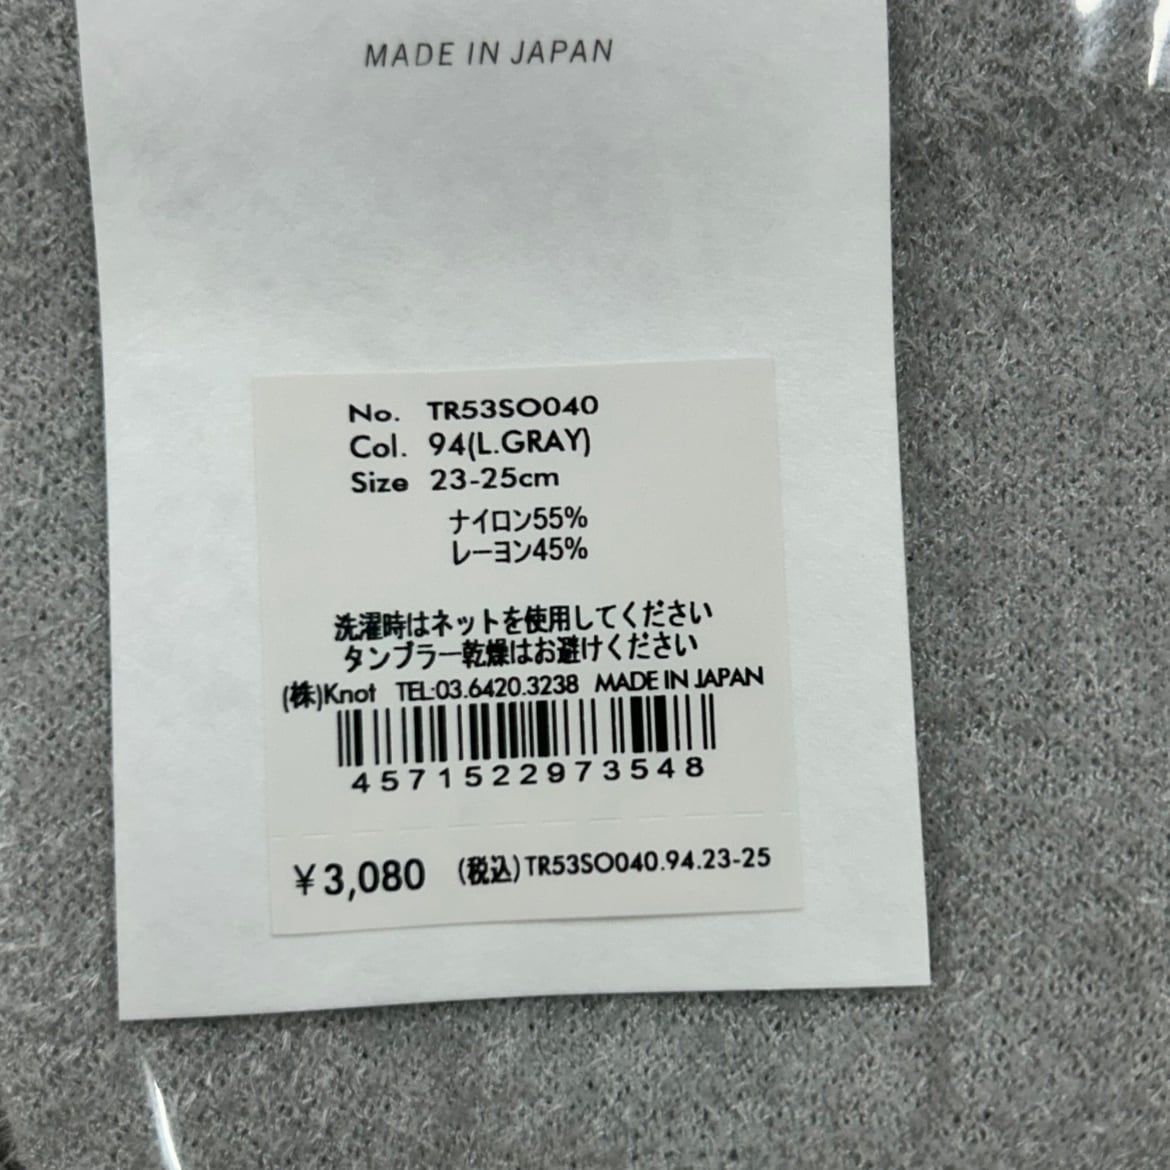 MADE IN JAPAN
No. TR53SO040
Col. 94(L.GRAY)
Size 23-25cm
ナイロン55%
レーヨン45%
洗濯時はネットを使用してください
タンブラー乾燥はお避けください
(株)Knot TEL:03.6420.3238 MADE IN JAPAN
4571522973548
¥3,080 (税込)TR53SO040.94.23-25